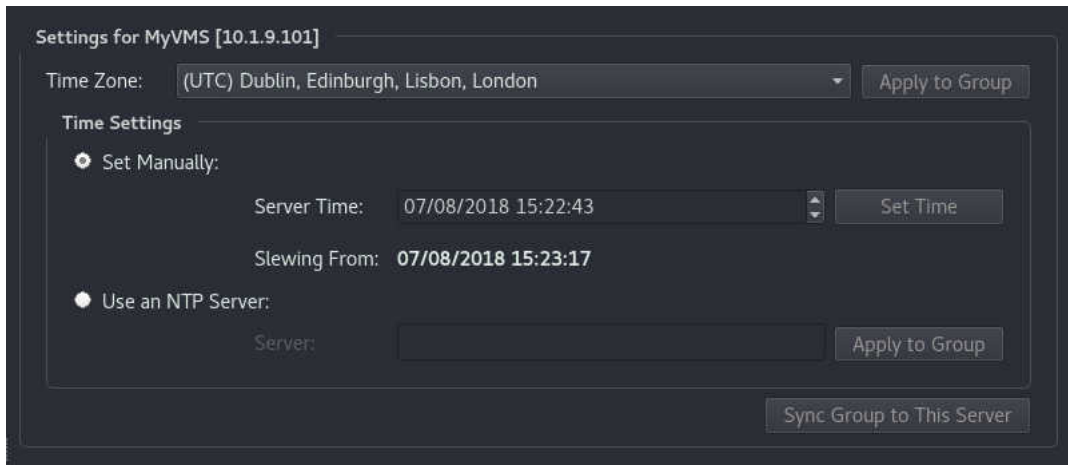 Settings for MyVMS [10.1.9.101]
Time Zone: (UTC) Dublin, Edinburgh, Lisbon, London Apply to Group
Time Settings
Set Manually:
Server Time: 07/08/2018 15:22:43 Set Time
Slewing From: 07/08/2018 15:23:17
Use an NTP Server:
Server: Apply to Group
Sync Group to This Server